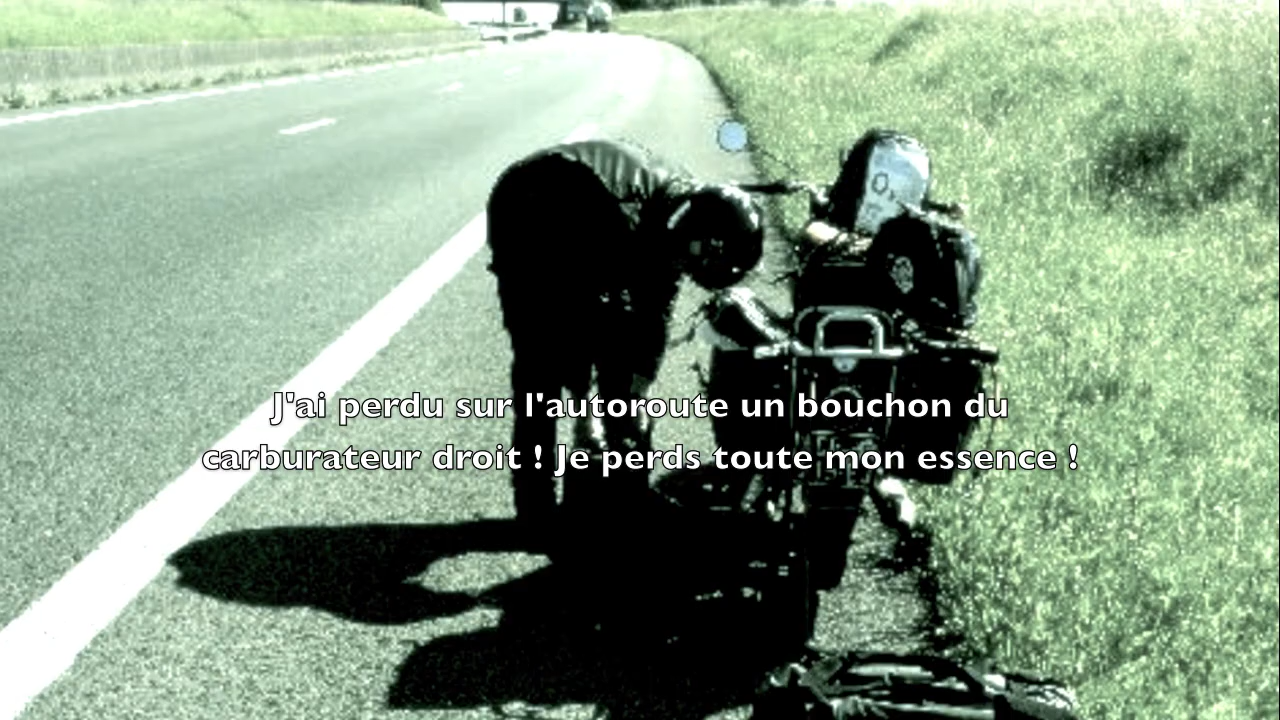 J'ai perdu sur l'autoroute un bouchon du
carburateur droit ! Je perds toute mon essence !